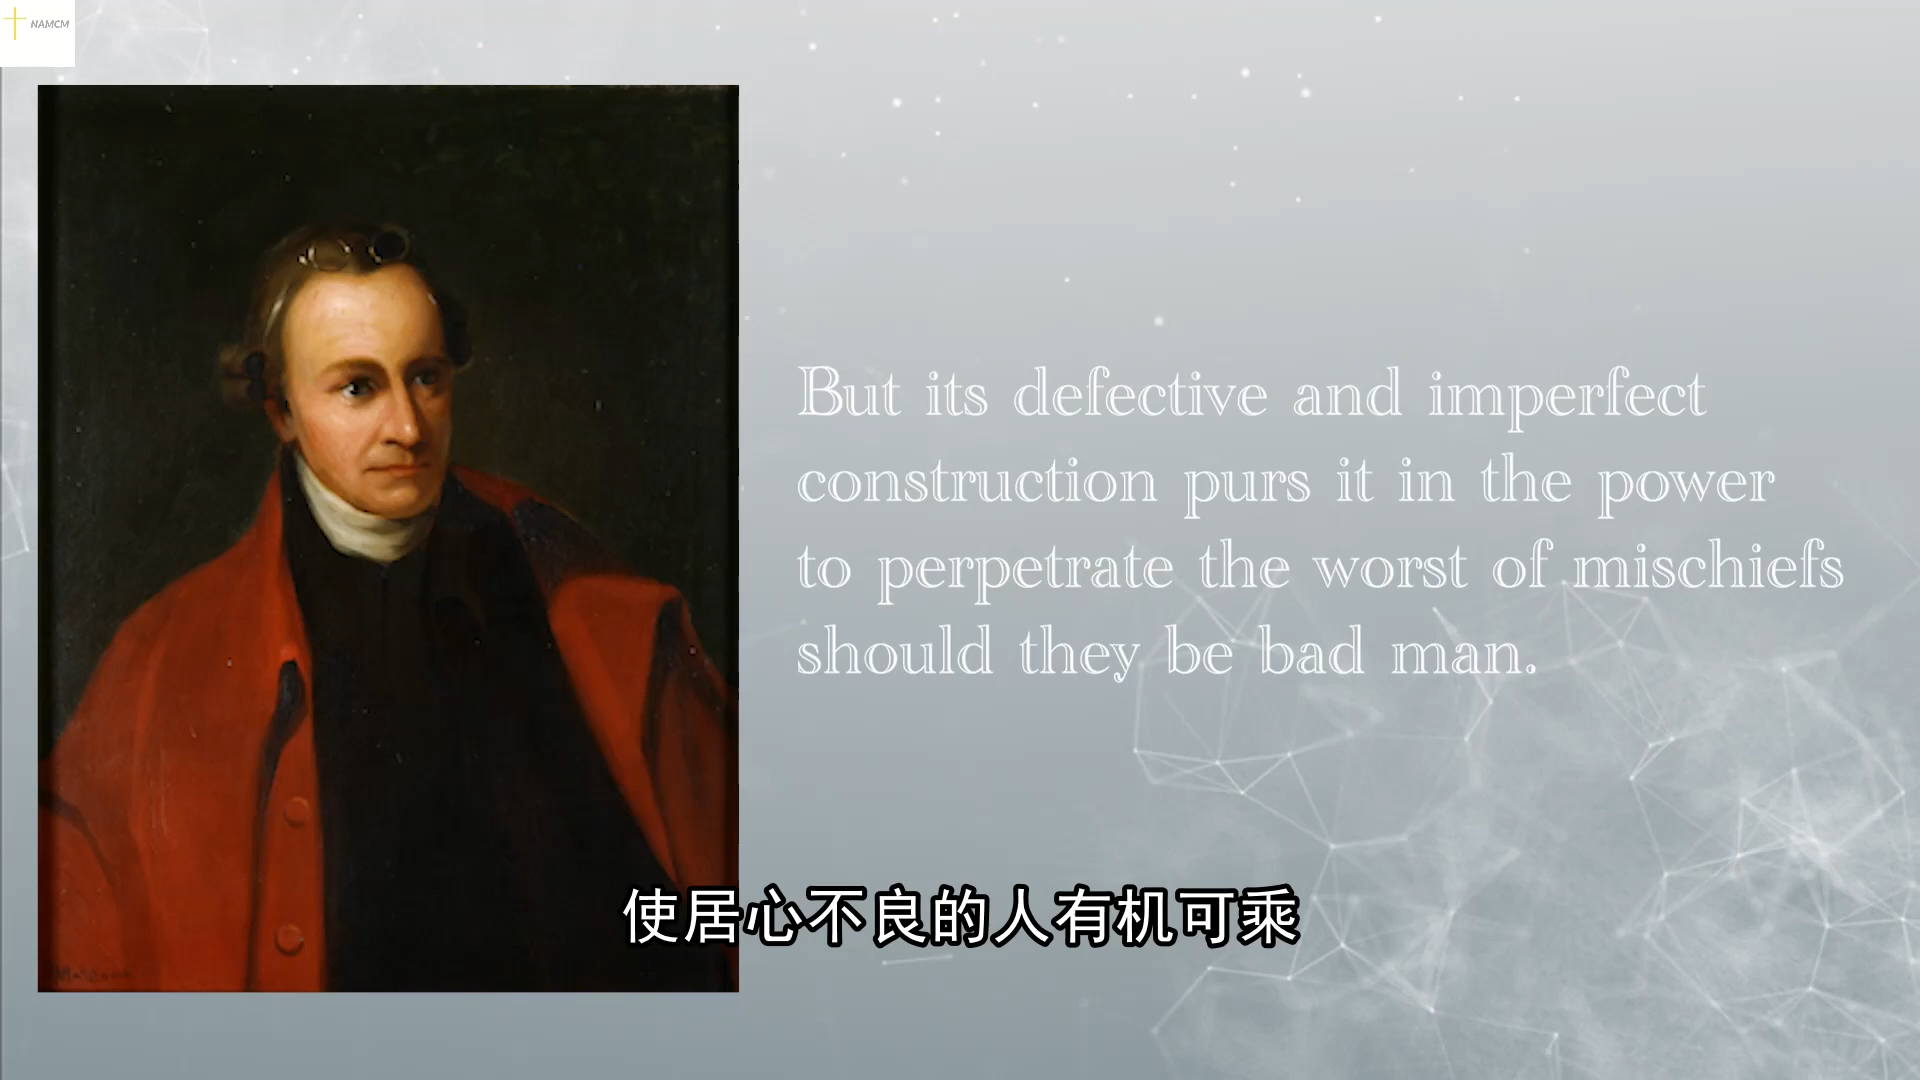 NAMCM
But its defective and imperfect
construction purs it in the power
to perpetrate the worst of mischiefs
should they be bad man.
使居心不良的人有机可乘